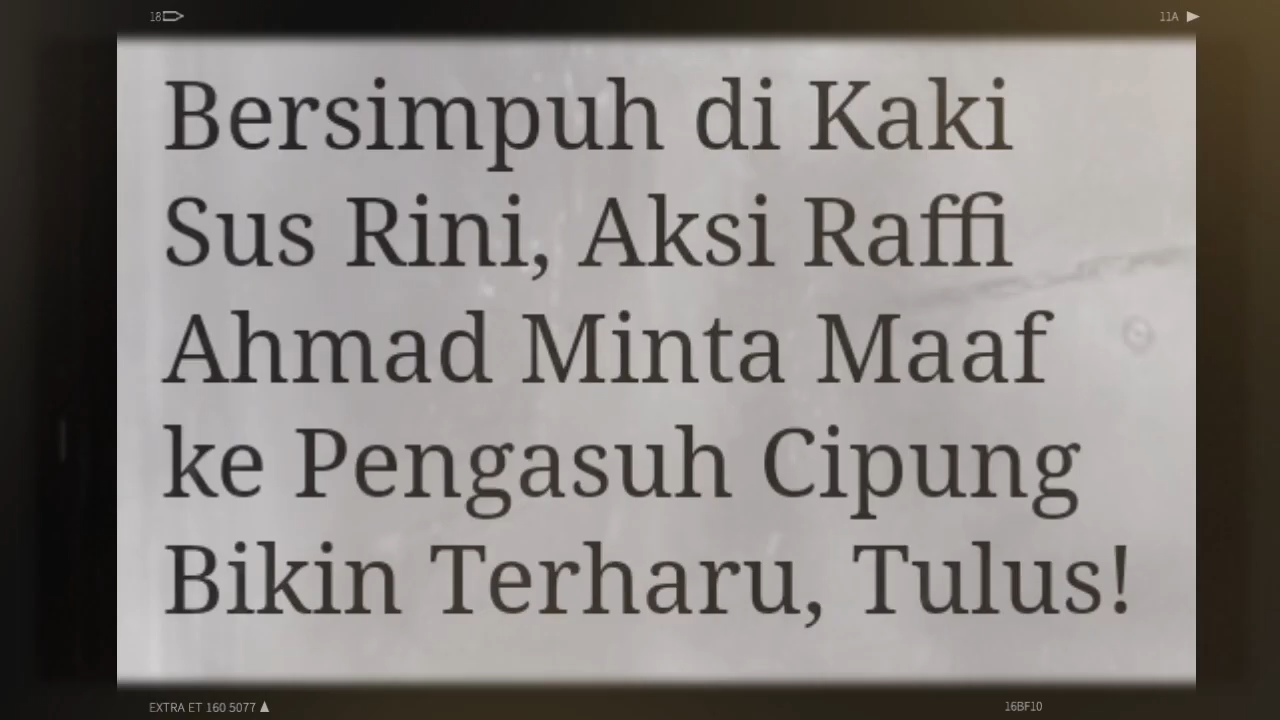 18
11A
Bersimpuh di Kaki
Sus Rini, Aksi Raffi
Ahmad Minta Maaf
ke Pengasuh Cipung
Bikin Terharu, Tulus!
EXTRA ET 160 5077
16BF10